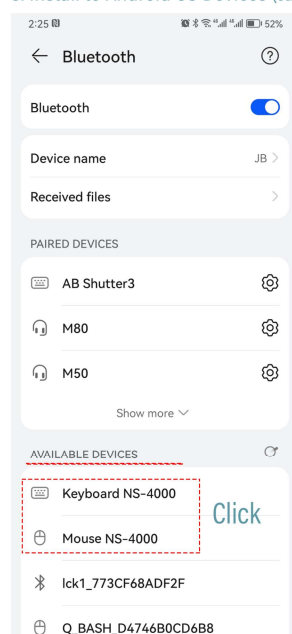 2:25 52%
Bluetooth
Bluetooth
Device name JB
Received files
PAIRED DEVICES
AB Shutter3
M80
M50
Show more
AVAILABLE DEVICES
Keyboard NS-4000
Click
Mouse NS-4000
lck1_773CF68ADF2F
Q_BASH_D4746B0CD6B8